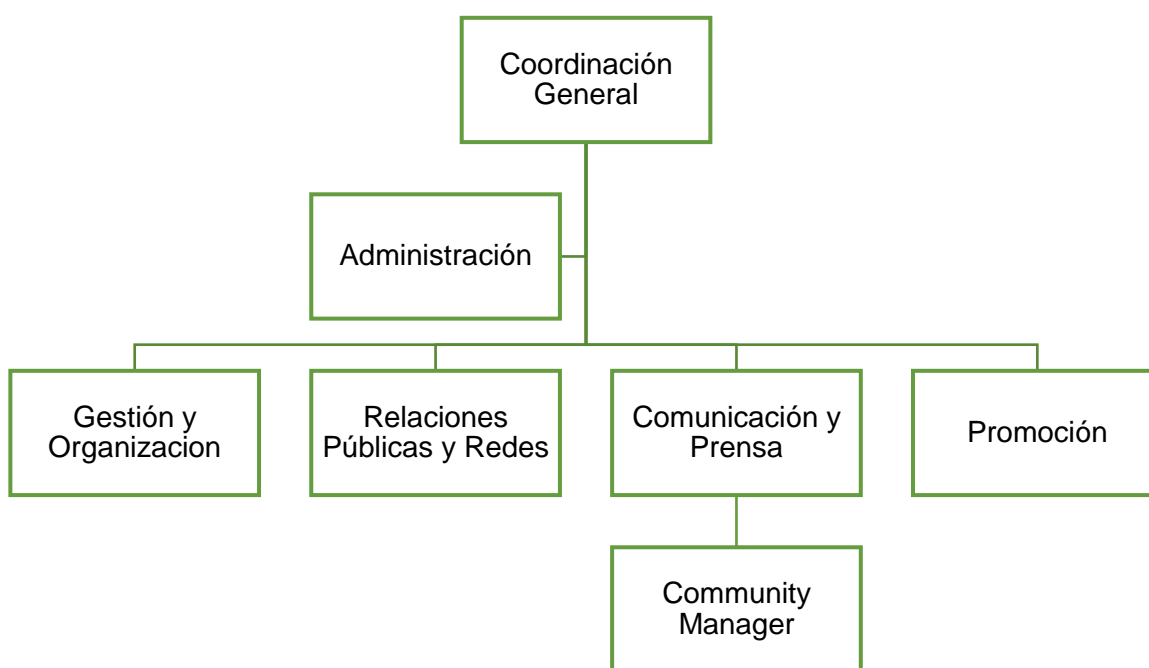 Coordinación
General
Administración
Gestión y
Organizacion
Relaciones
Públicas y Redes
Comunicación y
Prensa
Promoción
Community
Manager